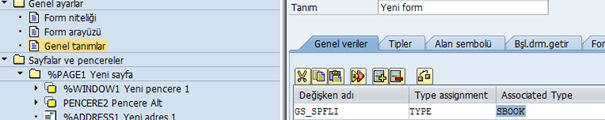 Genel ayarlar
Form niteliği
Form arayüzü
Genel tanımlar
Sayfalar ve pencereler
%PAGE1 Yeni sayfa
%WINDOW1 Yeni pencere 1
PENCERE2 Pencere Alt
%ADDRESS1 Yeni adres 1
Tanım Yeni form
Genel veriler Tipler Alan sembolü Bşl.drm.getir For
Değişken adı Type assignment Associated Type
GS_SPFLI TYPE SBOOK